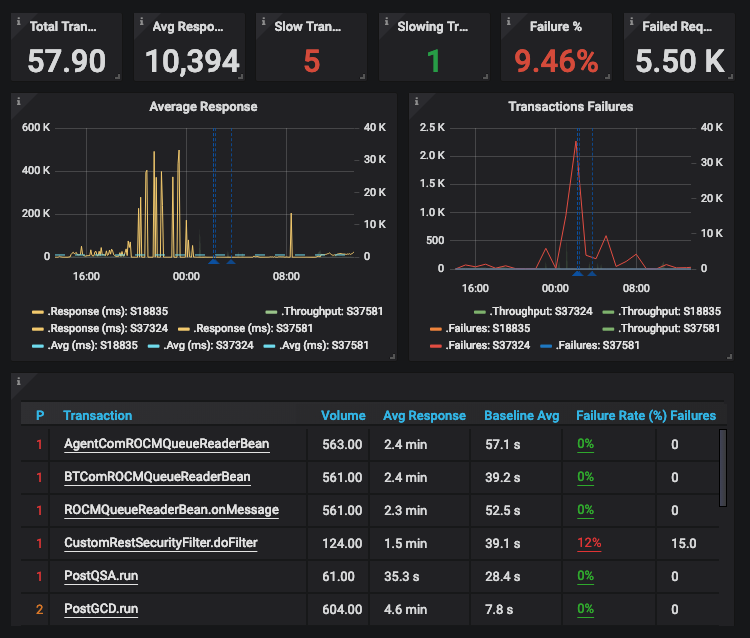 Total Tran...
Avg Respo...
Slow Tran...
Slowing Tr...
Failure %
Failed Req...
57.90
10,394
5
1
9.46%
5.50 K
Average Response
600 K
400 K
200 K
0
40 K
30 K
20 K
10 K
0
16:00 00:00 08:00
.Response (ms): S18835 .Throughput: S37581
.Response (ms): S37324 .Response (ms): S37581
.Avg (ms): S18835 .Avg (ms): S37324 .Avg (ms): S37581
Transactions Failures
2.5 K
2.0 K
1.5 K
1.0 K
500
0
40 K
30 K
20 K
10 K
0
16:00 00:00 08:00
.Throughput: S37324 .Throughput: S18835
.Failures: S18835 .Throughput: S37581
.Failures: S37324 .Failures: S37581
P Transaction Volume Avg Response Baseline Avg Failure Rate (%) Failures
1 AgentComROCMQueueReaderBean 563.00 2.4 min 57.1 s 0% 0
1 BTComROCMQueueReaderBean 561.00 2.4 min 39.2 s 0% 0
1 ROCMQueueReaderBean.onMessage 561.00 2.3 min 52.5 s 0% 0
1 CustomRestSecurityFilter.doFilter 124.00 1.5 min 39.1 s 12% 15.0
1 PostQSA.run 61.00 35.3 s 28.4 s 0% 0
2 PostGCD.run 604.00 4.6 min 7.8 s 0% 0